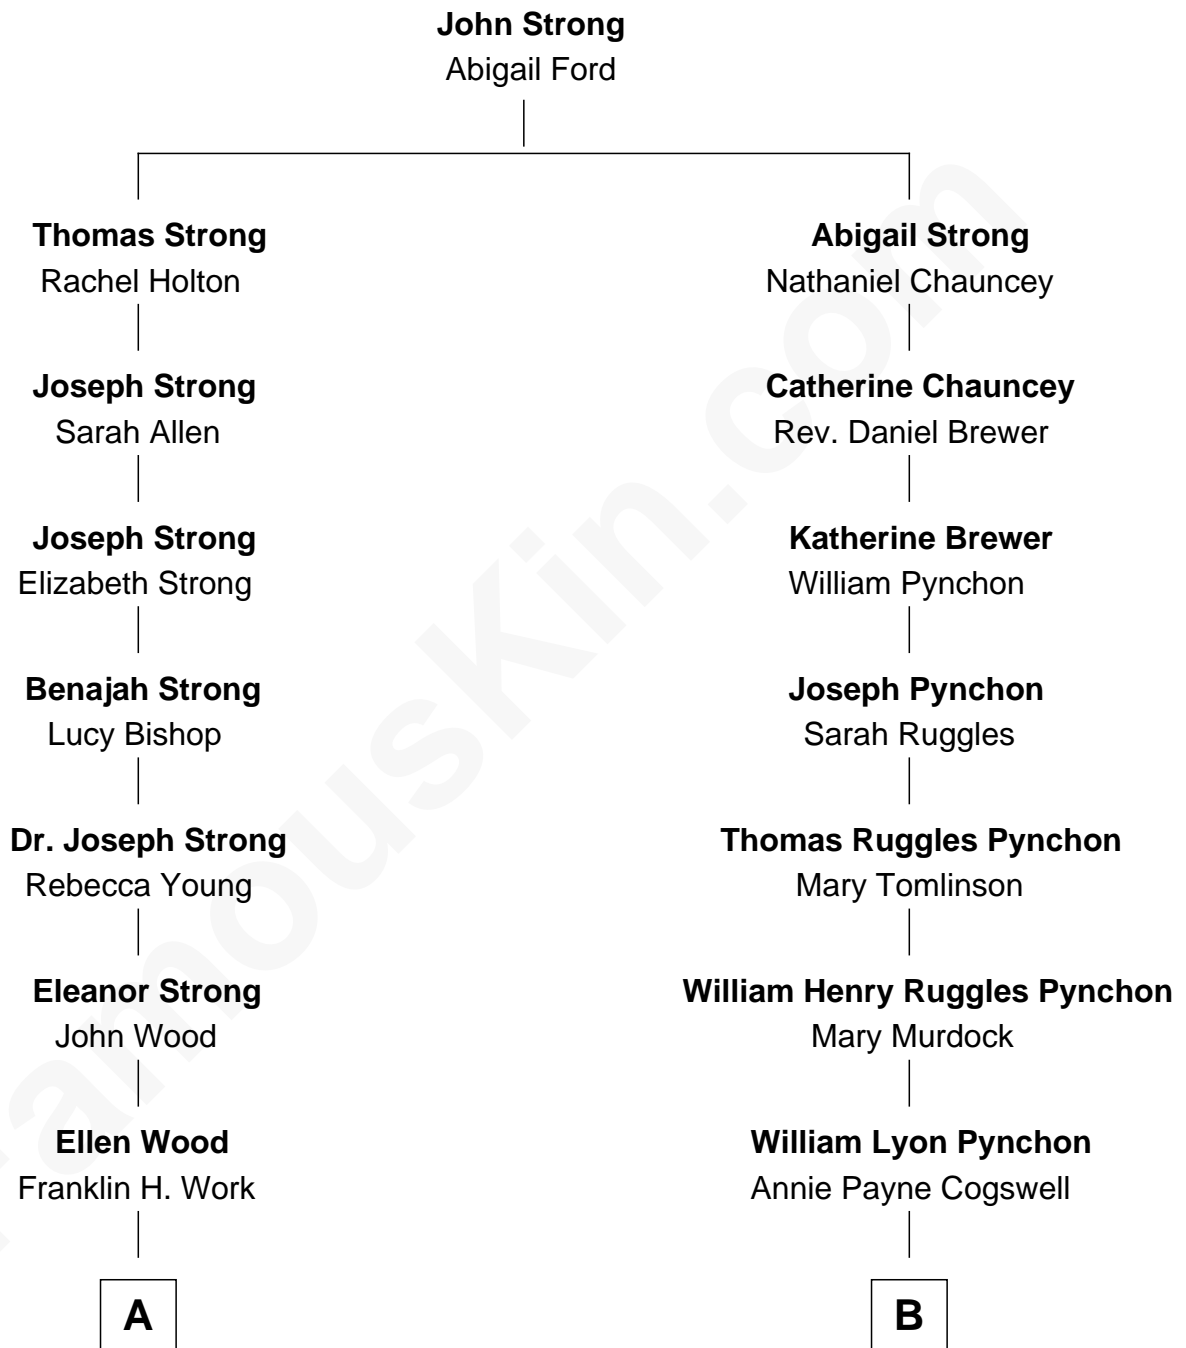 John Strong
Abigail Ford
Thomas Strong
Rachel Holton
Joseph Strong
Sarah Allen
Joseph Strong
Elizabeth Strong
Benajah Strong
Lucy Bishop
Dr. Joseph Strong
Rebecca Young
Eleanor Strong
John Wood
Ellen Wood
Franklin H. Work
A
Abigail Strong
Nathaniel Chauncey
Catherine Chauncey
Rev. Daniel Brewer
Katherine Brewer
William Pynchon
Joseph Pynchon
Sarah Ruggles
Thomas Ruggles Pynchon
Mary Tomlinson
William Henry Ruggles Pynchon
Mary Murdock
William Lyon Pynchon
Annie Payne Cogswell
B
FamousKin.com